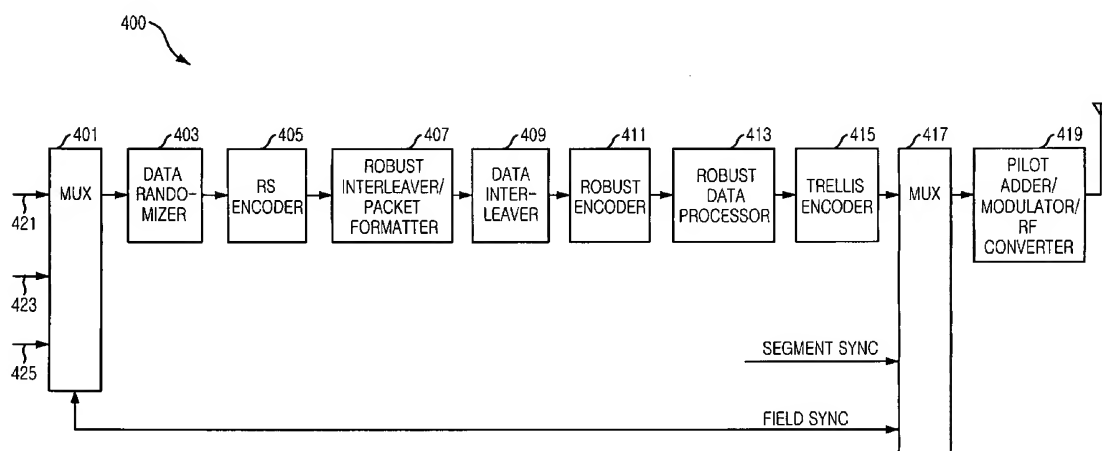 400
401
403
405
407
409
411
413
415
417
419
MUX
DATA
RANDO-
MIZER
RS
ENCODER
ROBUST
INTERLEAVER/
PACKET
FORMATTER
DATA
INTER-
LEAVER
ROBUST
ENCODER
ROBUST
DATA
PROCESSOR
TRELLIS
ENCODER
MUX
PILOT
ADDER/
MODULATOR/
RF
CONVERTER
421
423
425
SEGMENT SYNC
FIELD SYNC